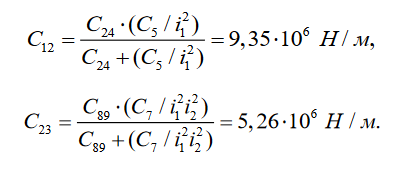 C₁₂ = C₂₄·(C₅ / i₁²) / C₂₄+(C₅ / i₁²) = 9,35·10⁶ Н / м,
C₂₃ = C₈₉·(C₇ / i₁²i₂²) / C₈₉+(C₇ / i₁²i₂²) = 5,26·10⁶ Н / м.